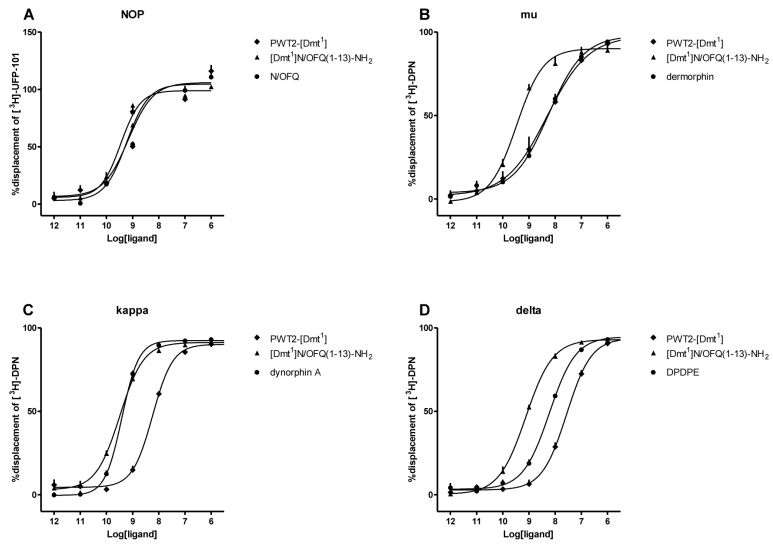 A
NOP
%displacement of [³H]-UFP-101
150
100
50
0
12 11 10 9 8 7 6
Log[ligand]
PWT2-[Dmt¹]
[Dmt¹]N/OFQ(1-13)-NH₂
N/OFQ
B
mu
%displacement of [³H]-DPN
100
50
0
12 11 10 9 8 7 6
Log[ligand]
PWT2-[Dmt¹]
[Dmt¹]N/OFQ(1-13)-NH₂
dermorphin
C
kappa
%displacement of [³H]-DPN
100
50
0
12 11 10 9 8 7 6
Log[ligand]
PWT2-[Dmt¹]
[Dmt¹]N/OFQ(1-13)-NH₂
dynorphin A
D
delta
%displacement of [³H]-DPN
100
50
0
12 11 10 9 8 7 6
Log[ligand]
PWT2-[Dmt¹]
[Dmt¹]N/OFQ(1-13)-NH₂
DPDPE